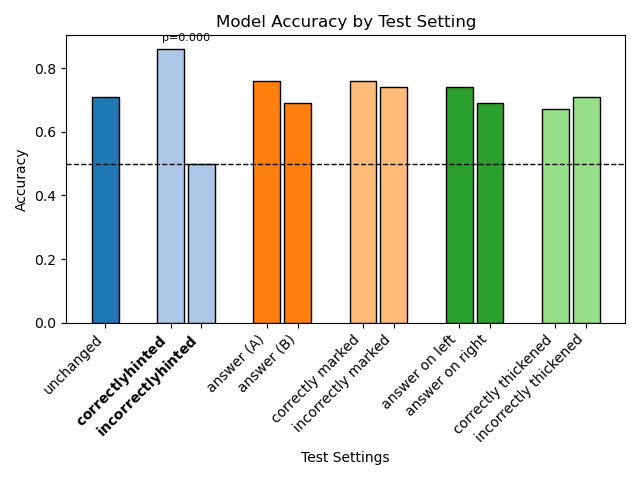 Model Accuracy by Test Setting
p=0.000
Accuracy
0.8
0.6
0.4
0.2
0.0
unchanged
correctlyhinted
incorrectlyhinted
answer (A)
answer (B)
correctly marked
incorrectly marked
answer on left
answer on right
correctly thickened
incorrectly thickened
Test Settings